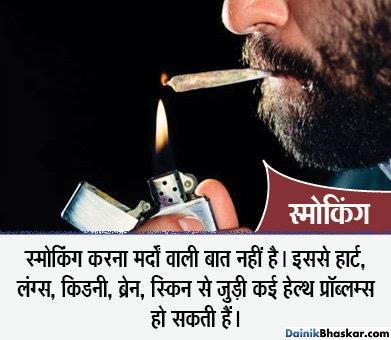 स्मोकिंग
स्मोकिंग करना मर्दों वाली बात नहीं है। इससे हार्ट,
लंग्स, किडनी, ब्रेन, स्किन से जुड़ी कई हेल्थ प्रॉब्लम्स
हो सकती हैं।
DainikBhaskar.com